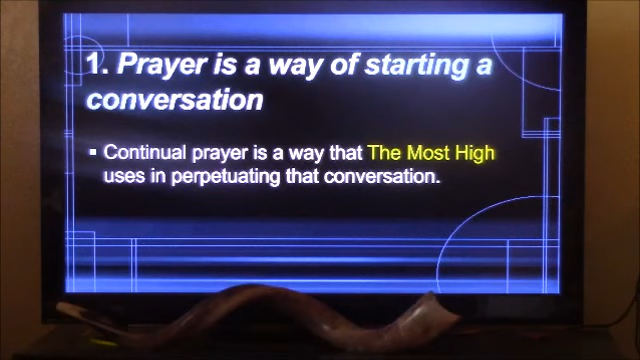 1. Prayer is a way of starting a
conversation
▪ Continual prayer is a way that The Most High
uses in perpetuating that conversation.